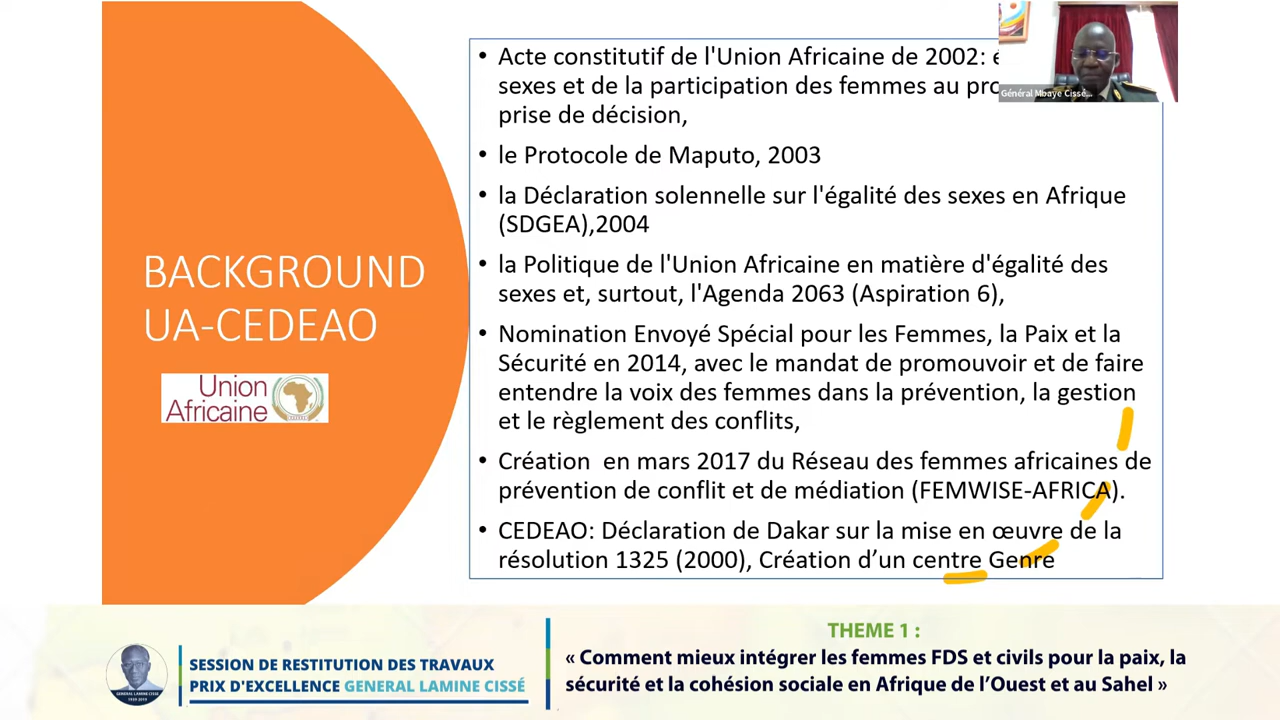 BACKGROUND
UA-CEDEAO
Union
Africaine
• Acte constitutif de l'Union Africaine de 2002:
sexes et de la participation des femmes au
prise de décision,
• le Protocole de Maputo, 2003
• la Déclaration solennelle sur l'égalité des sexes en Afrique
(SDGEA),2004
• la Politique de l'Union Africaine en matière d'égalité des
sexes et, surtout, l'Agenda 2063 (Aspiration 6),
• Nomination Envoyé Spécial pour les Femmes, la Paix et la
Sécurité en 2014, avec le mandat de promouvoir et de faire
entendre la voix des femmes dans la prévention, la gestion
et le règlement des conflits,
• Création en mars 2017 du Réseau des femmes africaines de
prévention de conflit et de médiation (FEMWISE-AFRICA).
• CEDEAO: Déclaration de Dakar sur la mise en œuvre de la
résolution 1325 (2000), Création d’un centre Genre
Général Mbaye Cissé...
GENERAL LAMINE CISSÉ
SESSION DE RESTITUTION DES TRAVAUX
PRIX D'EXCELLENCE GENERAL LAMINE CISSÉ
THEME 1 :
« Comment mieux intégrer les femmes FDS et civils pour la paix, la
sécurité et la cohésion sociale en Afrique de l’Ouest et au Sahel »